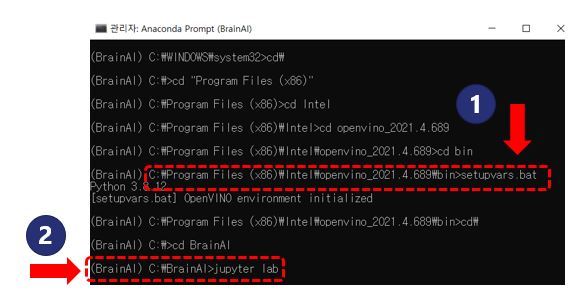 관리자: Anaconda Prompt (BrainAI)
(BrainAI) C:₩WINDOWS₩system32>cd₩
(BrainAI) C:₩>cd "Program Files (x86)"
(BrainAI) C:₩Program Files (x86)>cd Intel
1
(BrainAI) C:₩Program Files (x86)₩Intel>cd openvino_2021.4.689
(BrainAI) C:₩Program Files (x86)₩Intel₩openvino_2021.4.689>cd bin
(BrainAI) C:₩Program Files (x86)₩Intel₩openvino_2021.4.689₩bin>setupvars.bat
Python 3.8.12
[setupvars.bat] OpenVINO environment initialized
(BrainAI) C:₩Program Files (x86)₩Intel₩openvino_2021.4.689₩bin>cd₩
2
(BrainAI) C:₩>cd BrainAI
(BrainAI) C:₩BrainAI>jupyter lab